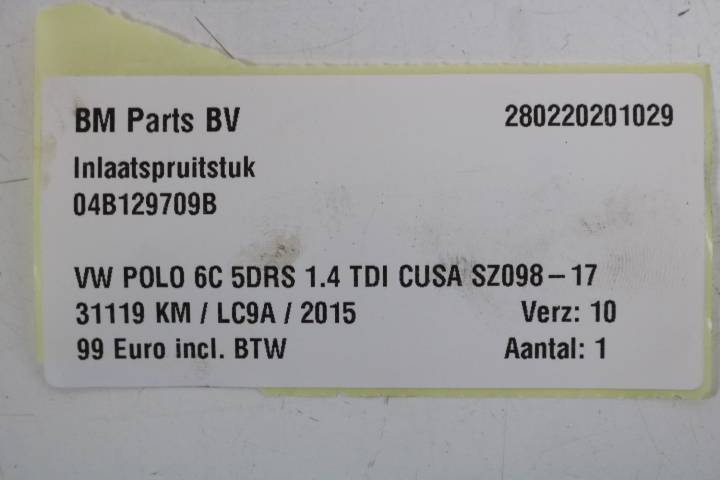 BM Parts BV 280220201029
Inlaatspruitstuk
04B129709B
VW POLO 6C 5DRS 1.4 TDI CUSA SZ098-17
31119 KM / LC9A / 2015 Verz: 10
99 Euro incl. BTW Aantal: 1